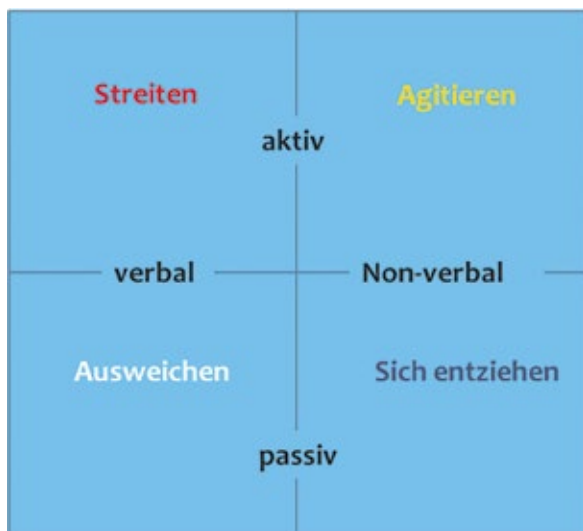 Streiten
Agitieren
aktiv
verbal
Non-verbal
Ausweichen
Sich entziehen
passiv